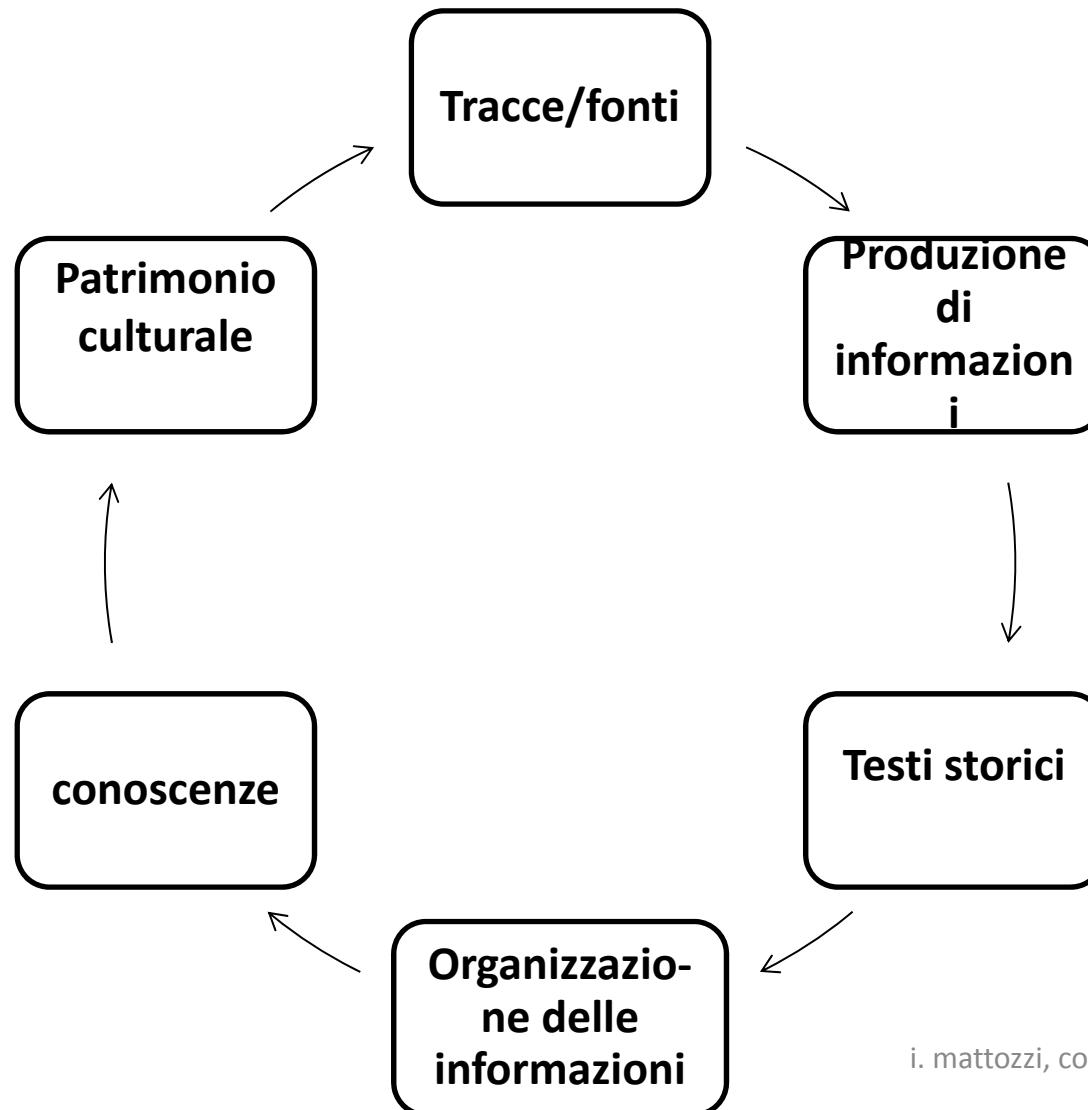 Tracce/fonti
Patrimonio
culturale
Produzione
di
informazion
i
conoscenze
Testi storici
Organizzazio-
ne delle
informazioni
i. mattozzi, co